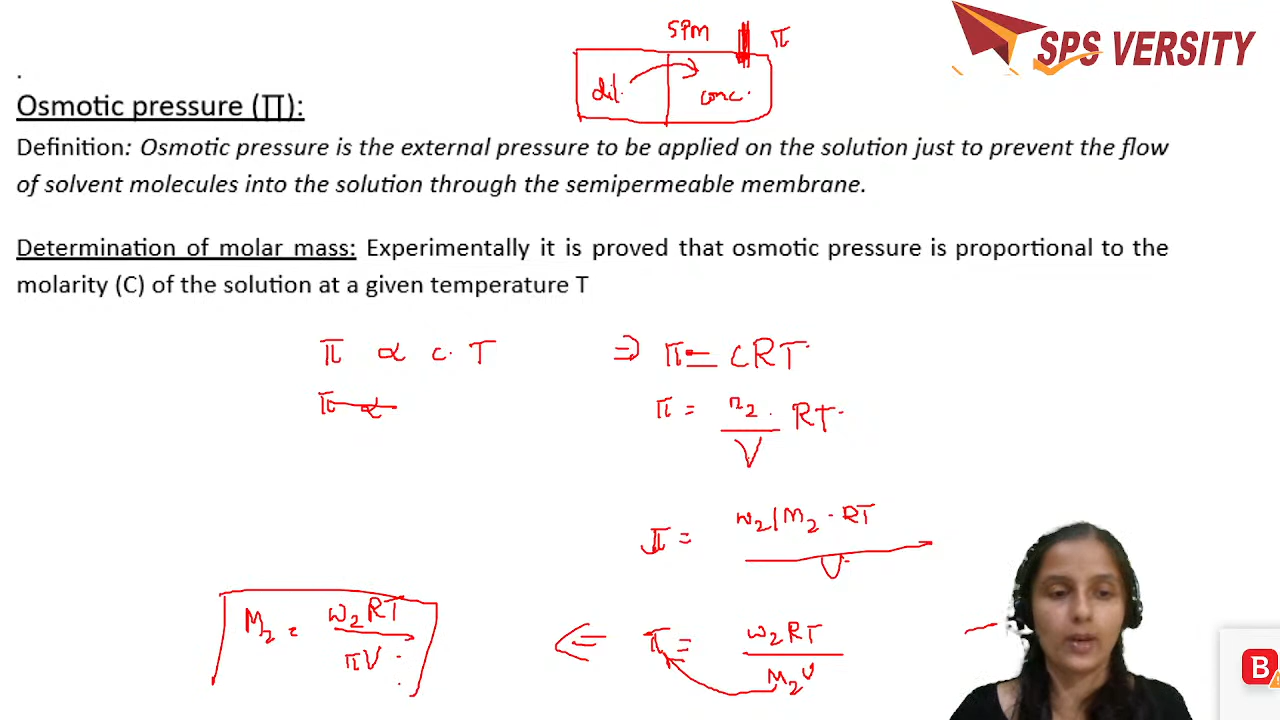 SPM π
dil. conc.
SPS VERSITY
.
Osmotic pressure (∏):
Definition: Osmotic pressure is the external pressure to be applied on the solution just to prevent the flow
of solvent molecules into the solution through the semipermeable membrane.
Determination of molar mass: Experimentally it is proved that osmotic pressure is proportional to the
molarity (C) of the solution at a given temperature T
π ∝ C. T ⇒ π = CRT
π ∝
π = n₂/V . RT
π = w₂/M₂ · RT / V
π = w₂RT / M₂V
⇐
M₂ = w₂RT / πV
B